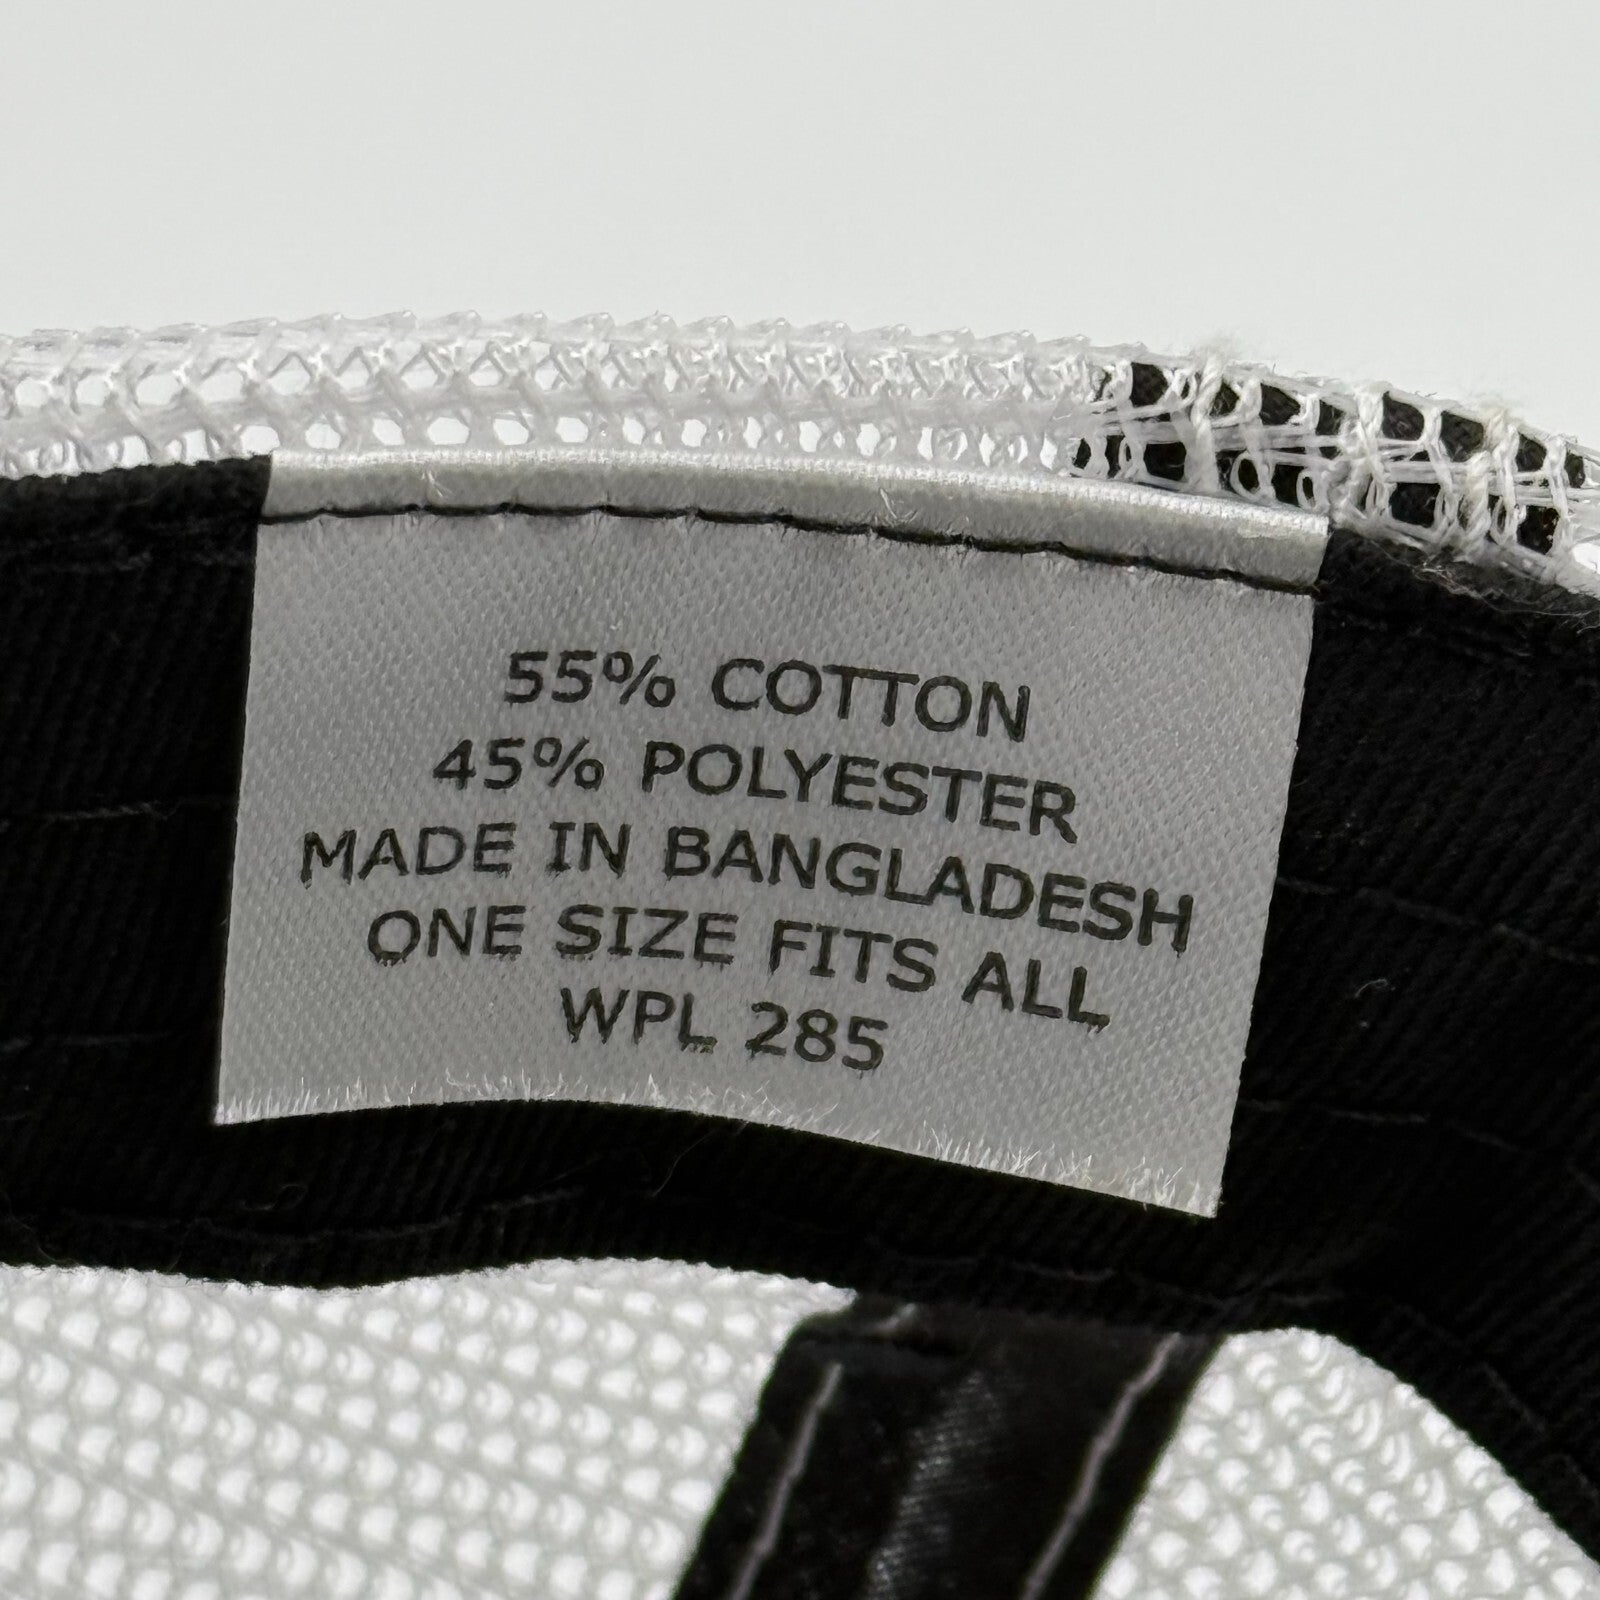 55% COTTON
45% POLYESTER
MADE IN BANGLADESH
ONE SIZE FITS ALL
WPL 285